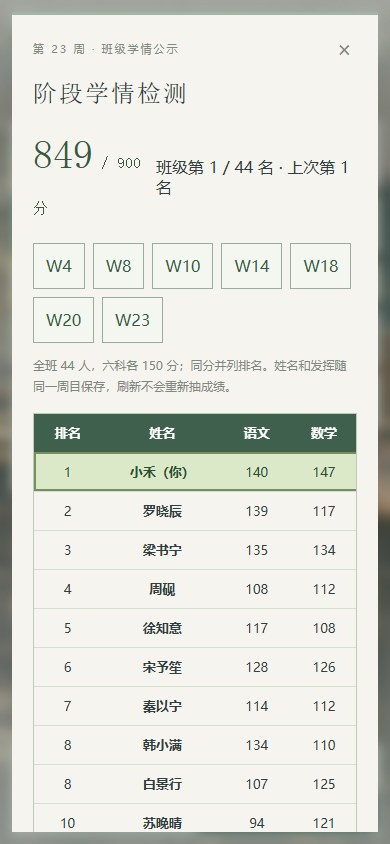 第 23 周 · 班级学情公示
×
阶段学情检测
849 / 900 班级第 1 / 44 名 · 上次第 1
名
分
W4 W8 W10 W14 W18
W20 W23
全班 44 人，六科各 150 分；同分并列排名。姓名和发挥随
同一周目保存，刷新不会重新抽成绩。
排名 姓名 语文 数学
1 小禾（你） 140 147
2 罗晓辰 139 117
3 梁书宁 135 134
4 周砚 108 112
5 徐知意 117 108
6 宋予笙 128 126
7 秦以宁 114 112
8 韩小满 134 110
8 白景行 107 125
10 苏晚晴 94 121